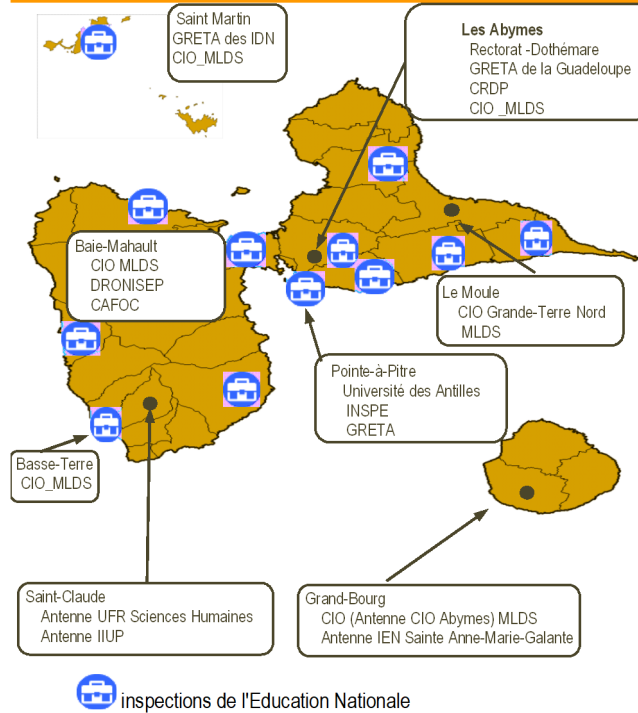 Saint Martin
GRETA des IDN
CIO_MLDS
Les Abymes
Rectorat -Dothémare
GRETA de la Guadeloupe
CRDP
CIO _MLDS
Baie-Mahault
CIO MLDS
DRONISEP
CAFOC
Le Moule
CIO Grande-Terre Nord
MLDS
Pointe-à-Pitre
Université des Antilles
INSPE
GRETA
Basse-Terre
CIO_MLDS
Saint-Claude
Antenne UFR Sciences Humaines
Antenne IIUP
Grand-Bourg
CIO (Antenne CIO Abymes) MLDS
Antenne IEN Sainte Anne-Marie-Galante
inspections de l'Education Nationale